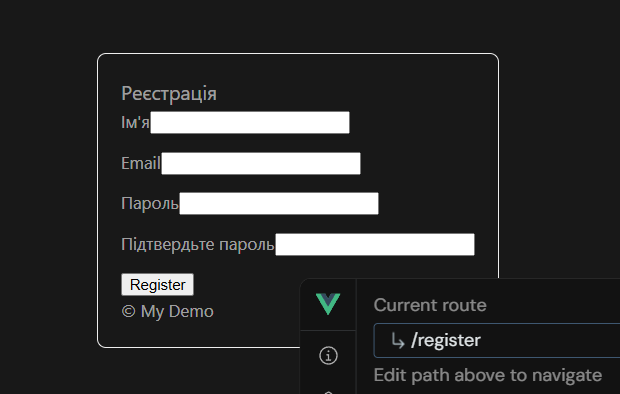 Реєстрація
Ім'я
Email
Пароль
Підтвердьте пароль
Register
© My Demo
Current route
↳ /register
Edit path above to navigate